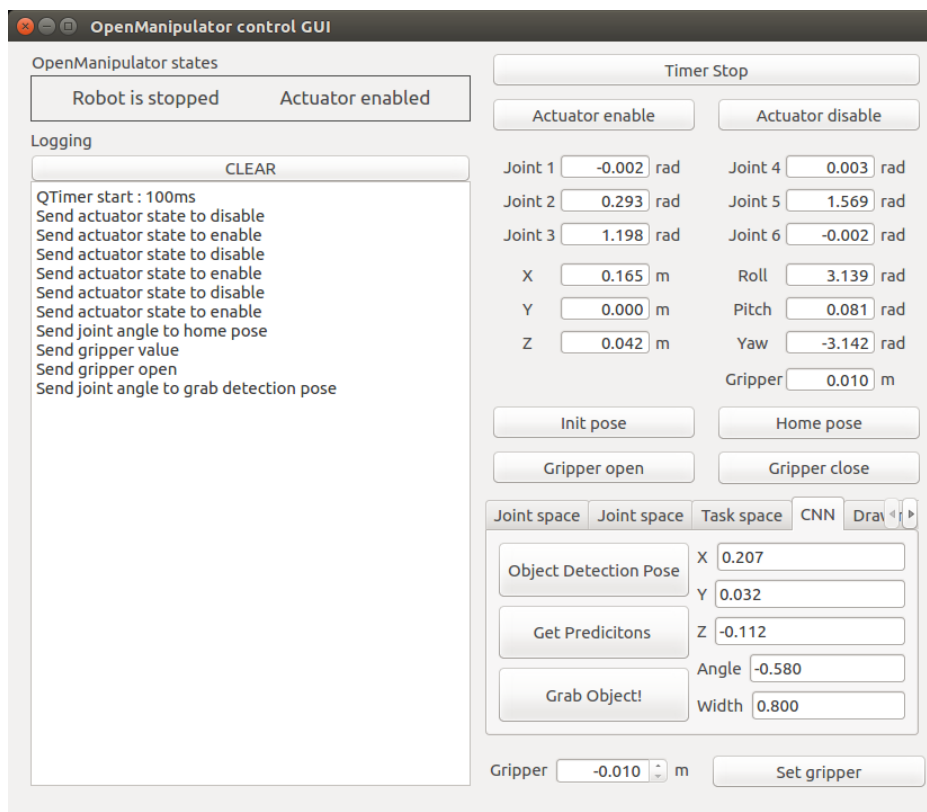 OpenManipulator control GUI
OpenManipulator states
Robot is stopped Actuator enabled
Logging
CLEAR
QTimer start : 100ms
Send actuator state to disable
Send actuator state to enable
Send actuator state to disable
Send actuator state to enable
Send actuator state to disable
Send actuator state to enable
Send joint angle to home pose
Send gripper value
Send gripper open
Send joint angle to grab detection pose
Timer Stop
Actuator enable Actuator disable
Joint 1 -0.002 rad Joint 4 0.003 rad
Joint 2 0.293 rad Joint 5 1.569 rad
Joint 3 1.198 rad Joint 6 -0.002 rad
X 0.165 m Roll 3.139 rad
Y 0.000 m Pitch 0.081 rad
Z 0.042 m Yaw -3.142 rad
Gripper 0.010 m
Init pose Home pose
Gripper open Gripper close
Joint space Joint space Task space CNN
Object Detection Pose
Get Predicitons
Grab Object!
X 0.207
Y 0.032
Z -0.112
Angle -0.580
Width 0.800
Gripper -0.010 m Set gripper